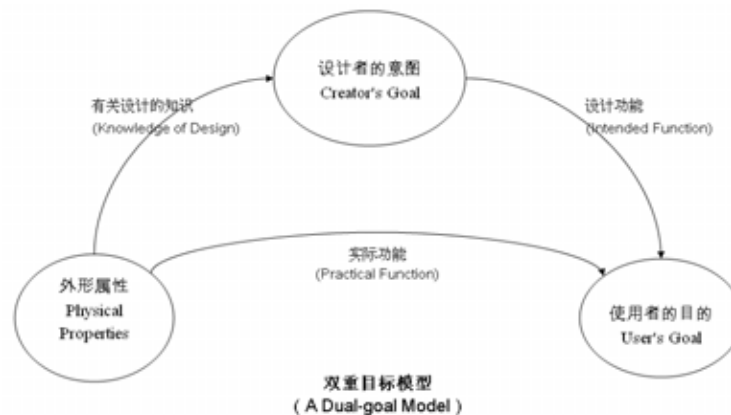 设计者的意图
Creator's Goal
有关设计的知识
(Knowledge of Design)
设计功能
(Intended Function)
实际功能
(Practical Function)
外形属性
Physical
Properties
使用者的目的
User's Goal
双重目标模型
( A Dual-goal Model )